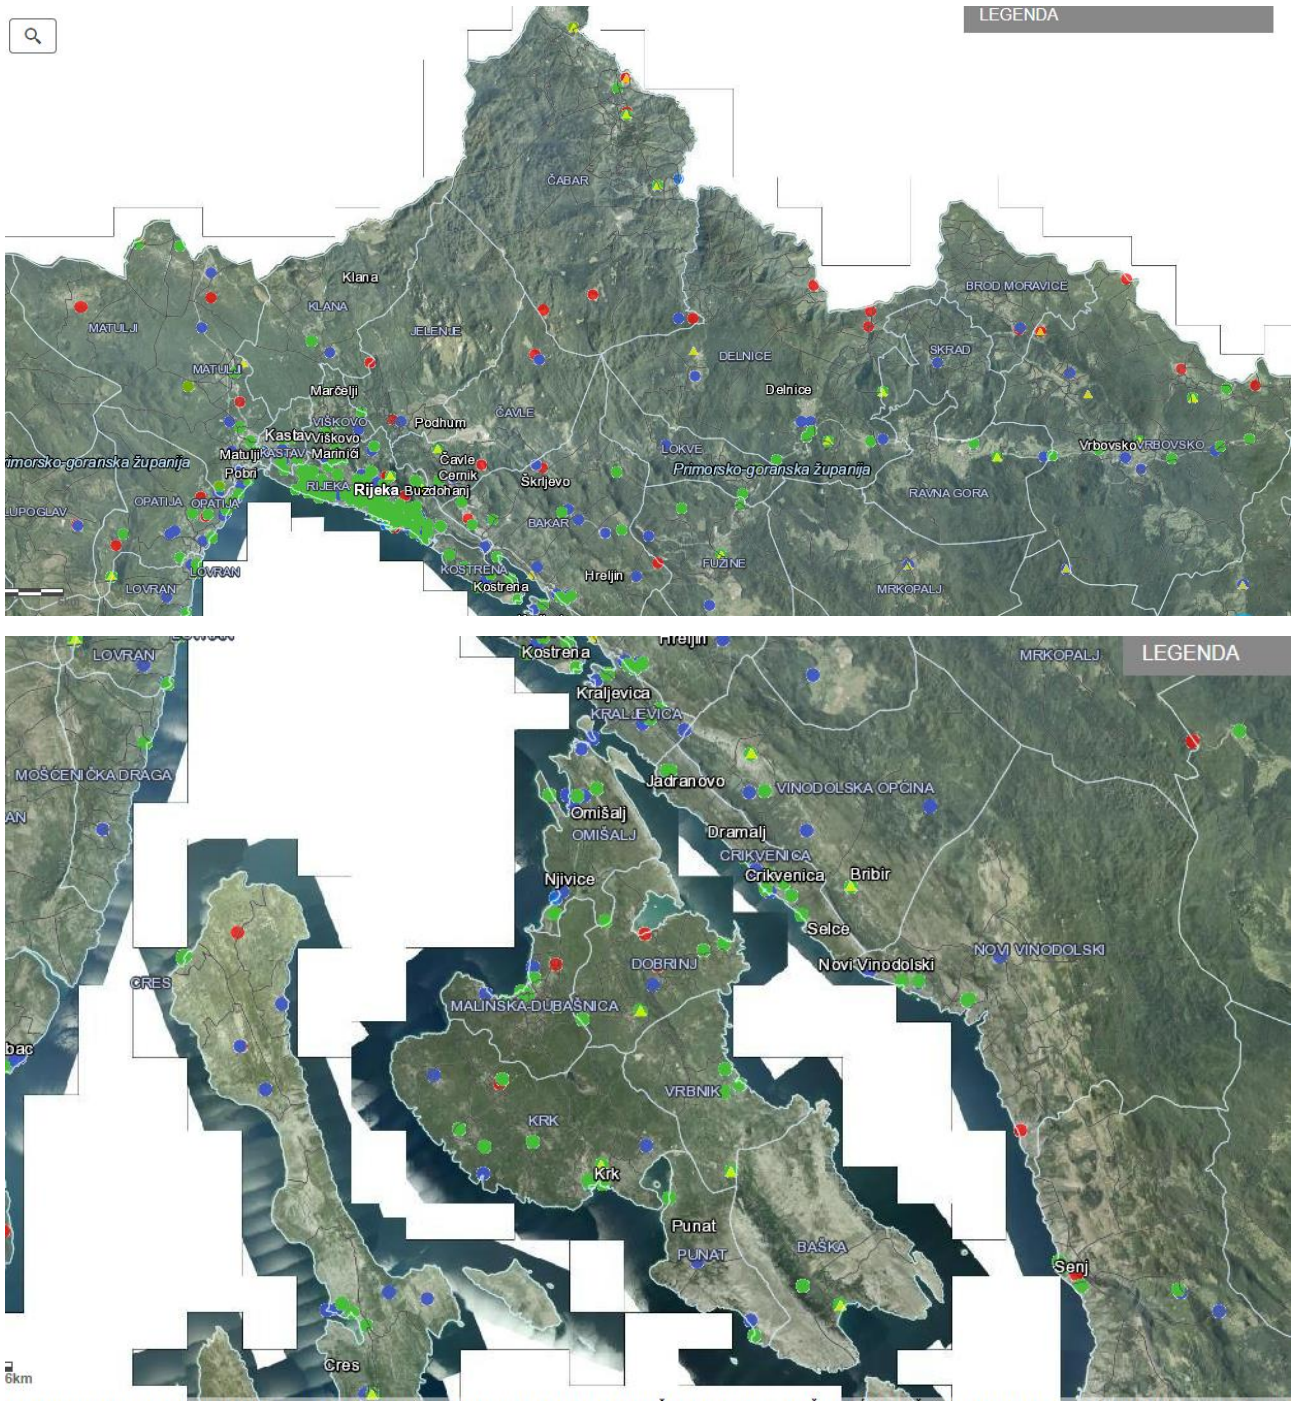 LEGENDA
ČABAR
Klana
KLANA
BROD MORAVICE
MATULJI
JELENJE
SKRAD
DELNICE
MATULJI
Marčelji
Delnice
VIŠKOVO
Podhum
ČAVLE
Kastav
Viškovo
Matulji
KASTAV
Marinići
LOKVE
Vrbovsko
VRBOVSKO
Čavle
imorsko-goranska županija
Primorsko-goranska županija
Pobri
Cernik
Škrljevo
RIJEKA
Rijeka
Buzdohanj
RAVNA GORA
OPATIJA
OPATIJA
LUPOGLAV
BAKAR
FUŽINE
KOSTRENA
LOVRAN
Hreljin
LOVRAN
Kostrena
MRKOPALJ
LOVRAN
Hreljin
LOVRAN
Kostrena
MRKOPALJ
LEGENDA
Kraljevica
KRALJEVICA
MOŠĆENIČKA DRAGA
Jadranovo
VINODOLSKA OPĆINA
AN
Omišalj
OMIŠALJ
Dramalj
CRIKVENICA
Njivice
Crikvenica
Bribir
Selce
NOVI VINODOLSKI
DOBRINJ
Novi Vinodolski
CRES
MALINSKA-DUBAŠNICA
bac
VRBNIK
KRK
Krk
Punat
PUNAT
BAŠKA
Senj
Cres
6km